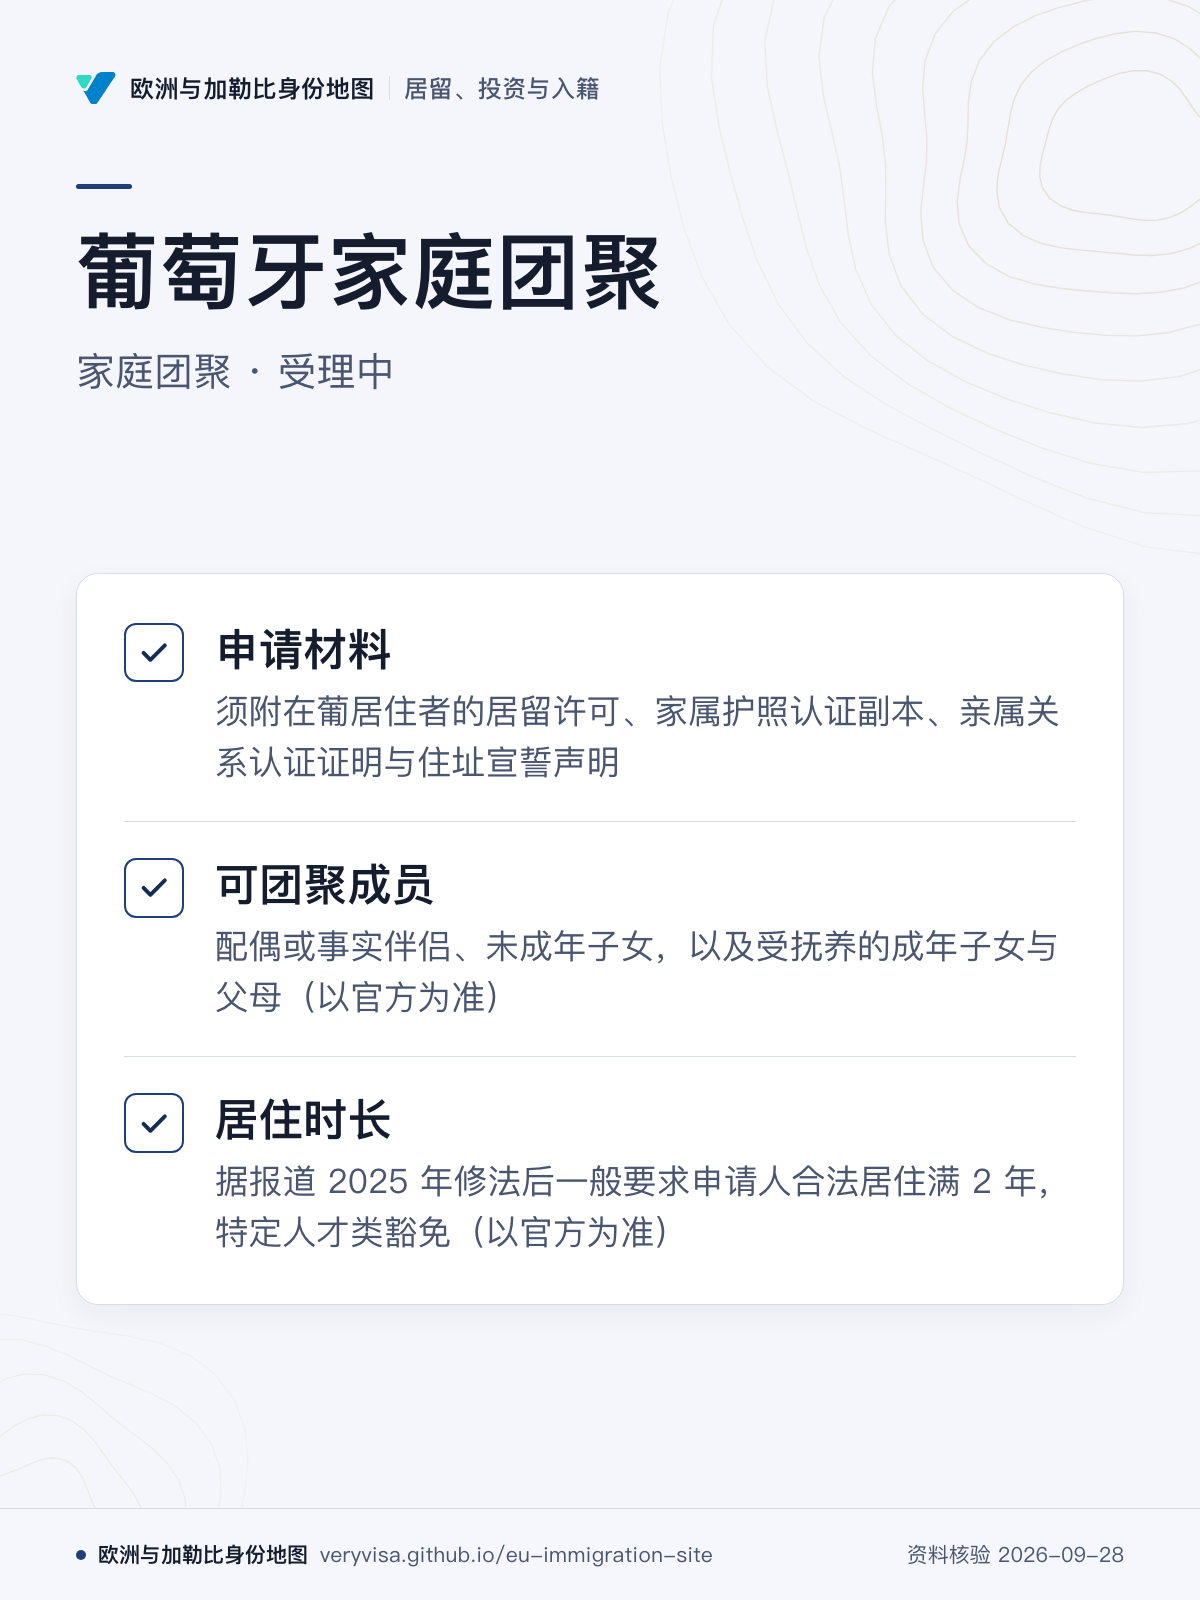 欧洲与加勒比身份地图 居留、投资与入籍
葡萄牙家庭团聚
家庭团聚 · 受理中
申请材料
须附在葡居住者的居留许可、家属护照认证副本、亲属关
系认证证明与住址宣誓声明
可团聚成员
配偶或事实伴侣、未成年子女，以及受抚养的成年子女与
父母（以官方为准）
居住时长
据报道 2025 年修法后一般要求申请人合法居住满 2 年，
特定人才类豁免（以官方为准）
欧洲与加勒比身份地图 veryvisa.github.io/eu-immigration-site 资料核验 2026-09-28